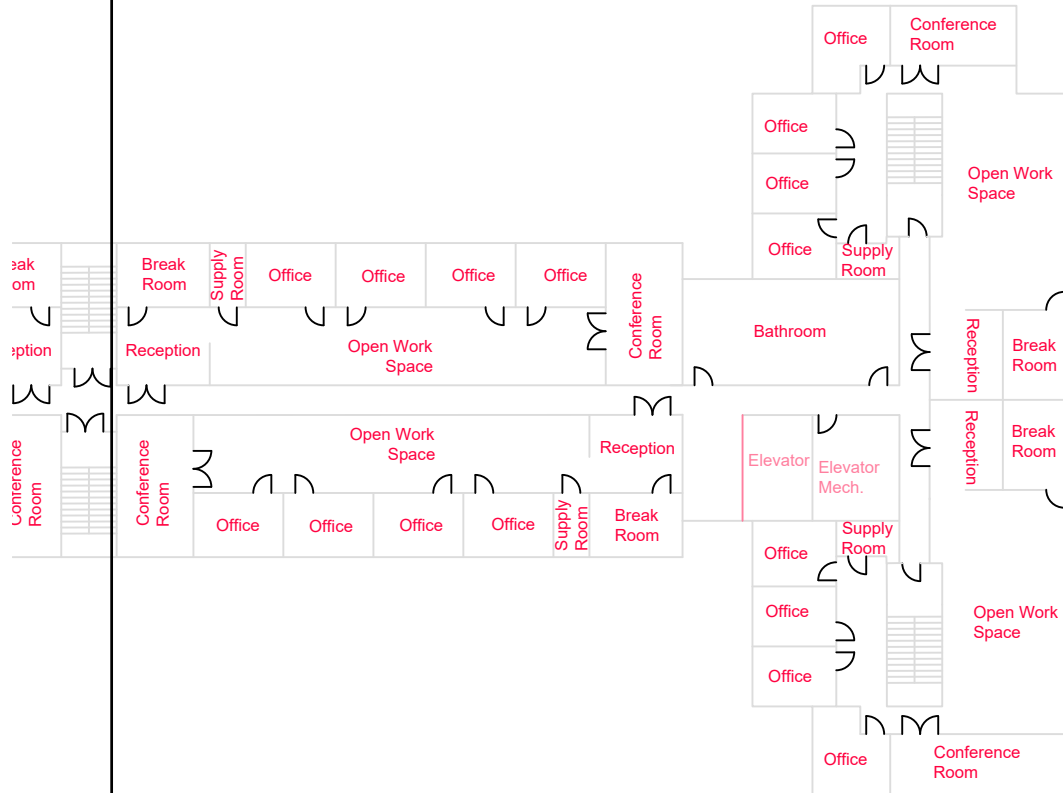 Office
Conference
Room
Office
Office
Open Work
Space
Office
Supply
Room
Break
Room
Supply
Room
Office
Office
Office
Office
Conference
Room
Bathroom
Reception
Open Work
Space
Reception
Break
Room
Conference
Room
Conference
Room
Open Work
Space
Reception
Elevator
Elevator
Mech.
Reception
Break
Room
Office
Office
Office
Office
Supply
Room
Break
Room
Office
Supply
Room
Office
Open Work
Space
Office
Office
Conference
Room